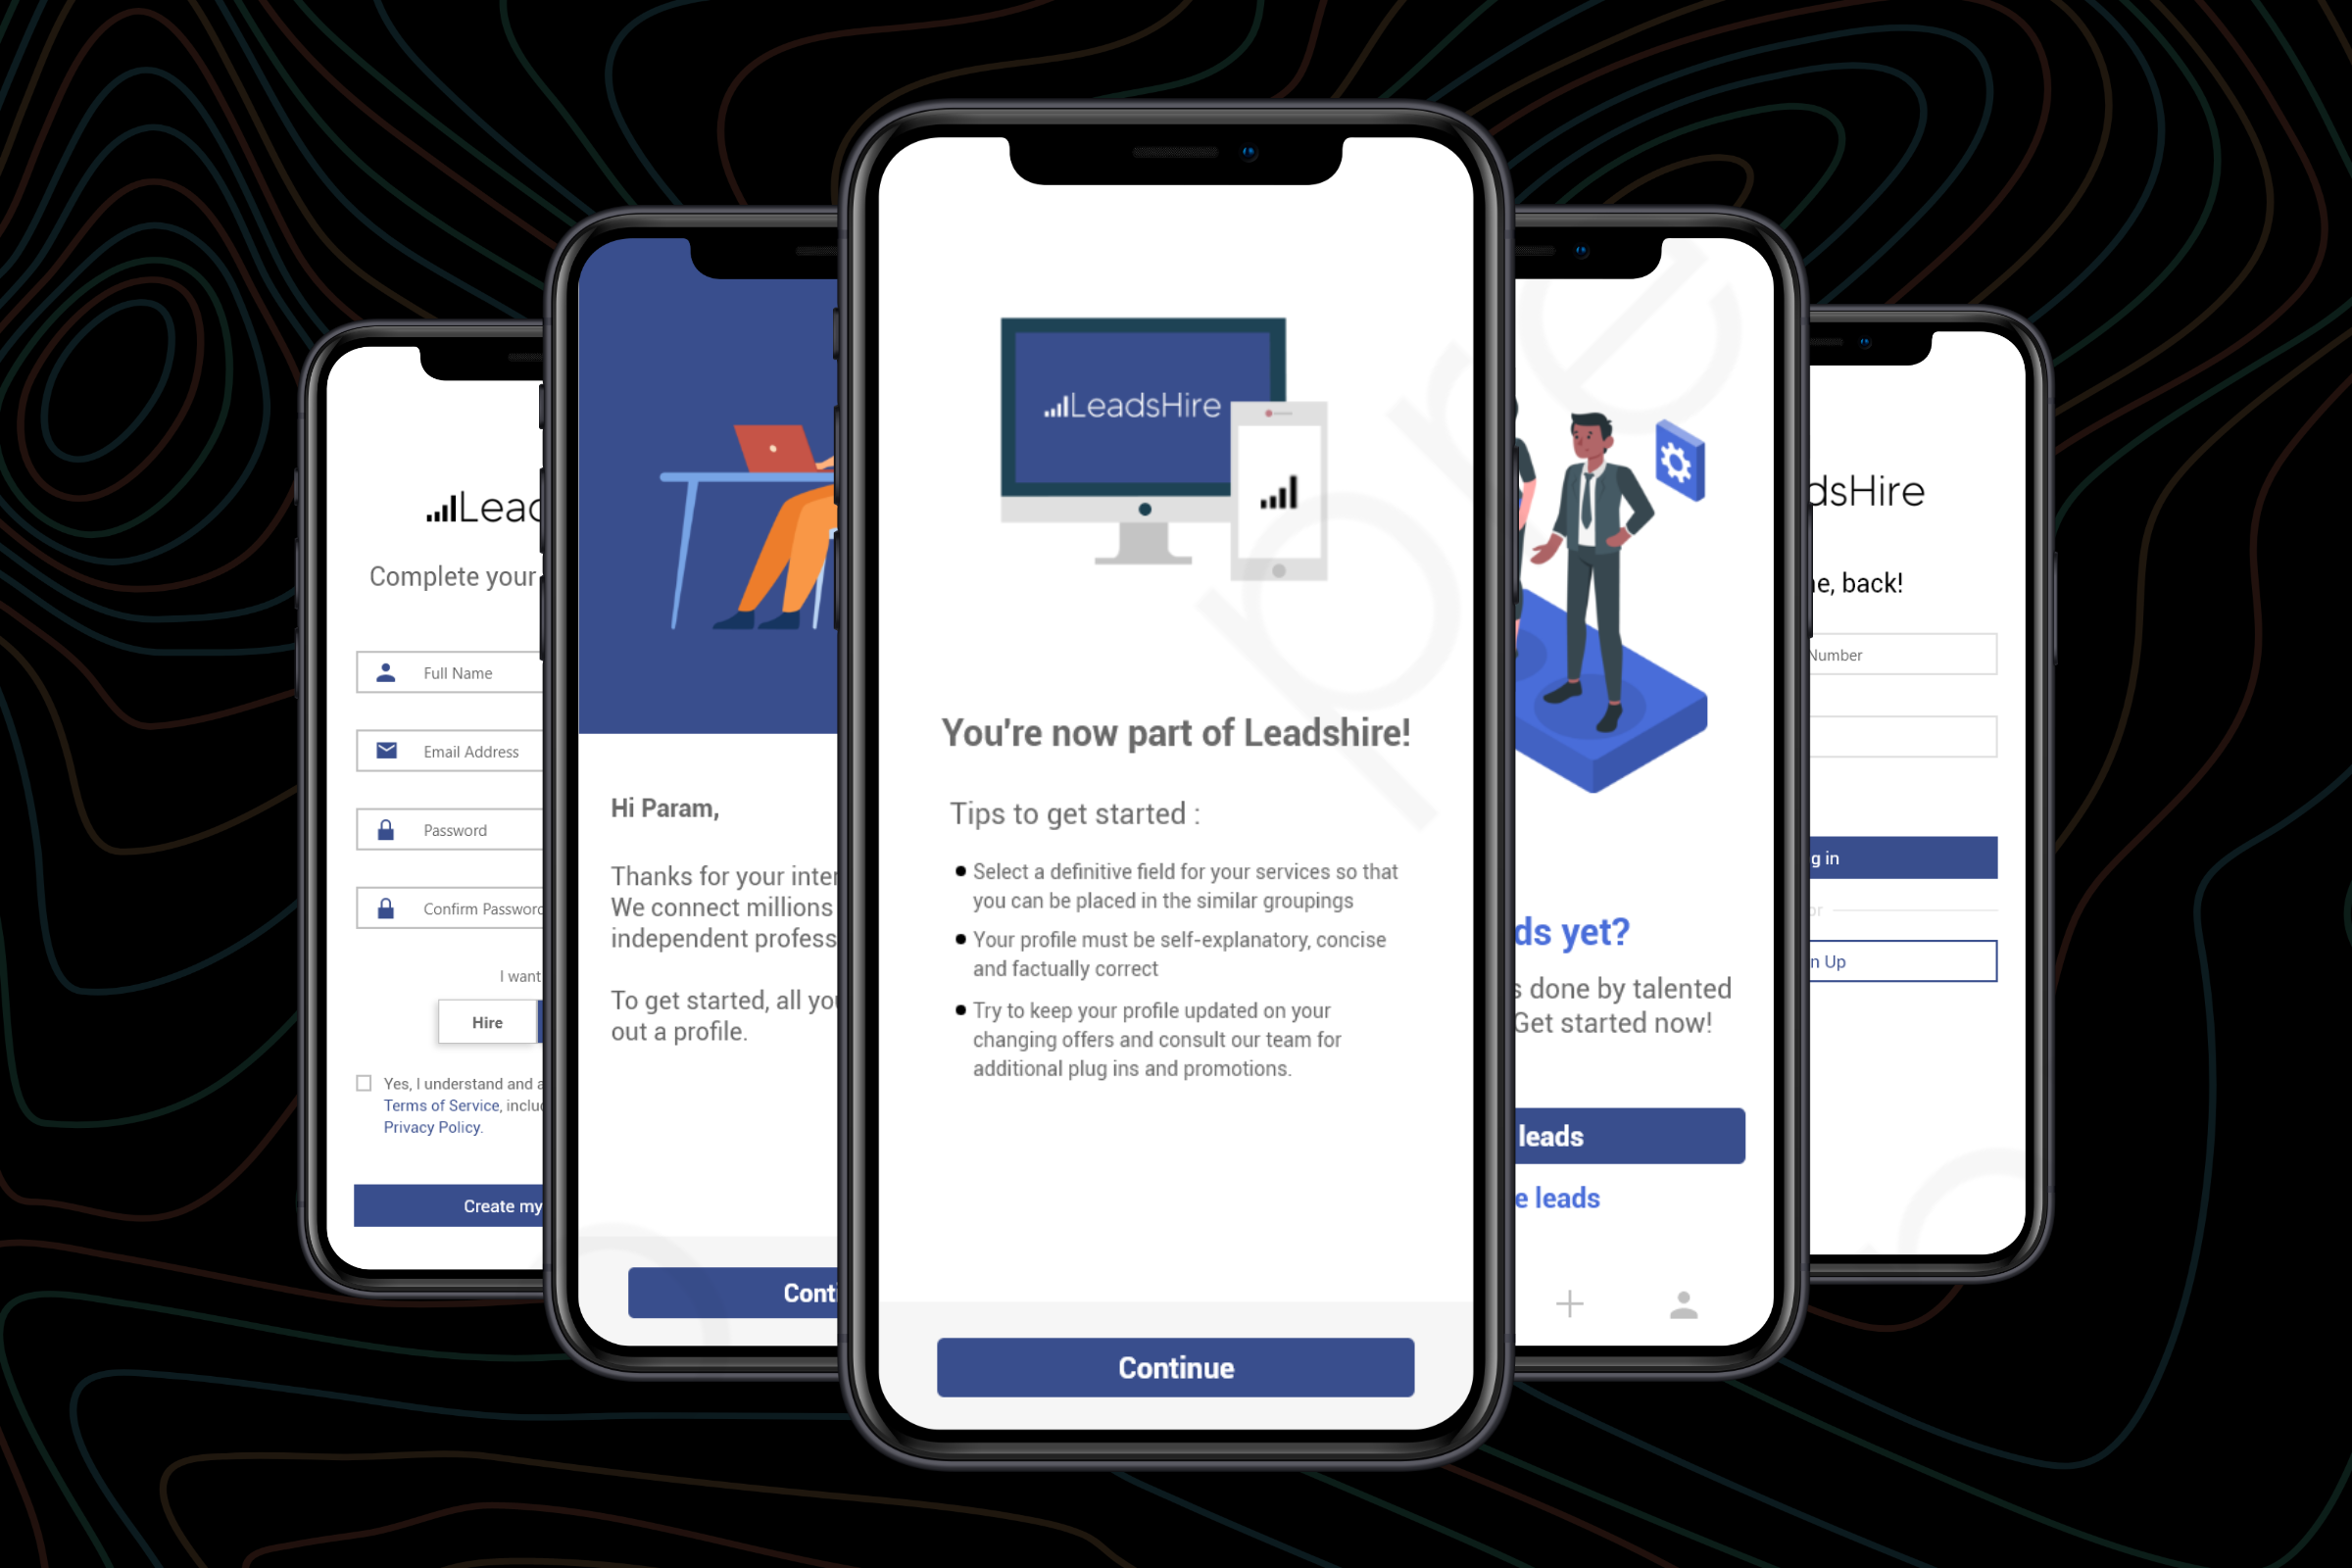 Lead
Complete your
Full Name
Email Address
Password
Confirm Password
I want
Hire
Yes, I understand and a
Terms of Service, inclu
Privacy Policy.
Create my
Hi Param,
Thanks for your inter
We connect millions
independent profess
To get started, all you
out a profile.
Conti
LeadsHire
You're now part of Leadshire!
Tips to get started :
Select a definitive field for your services so that
you can be placed in the similar groupings
Your profile must be self-explanatory, concise
and factually correct
Try to keep your profile updated on your
changing offers and consult our team for
additional plug ins and promotions.
Continue
pre
ds yet?
s done by talented
Get started now!
leads
e leads
dsHire
e, back!
Number
g in
or
n Up